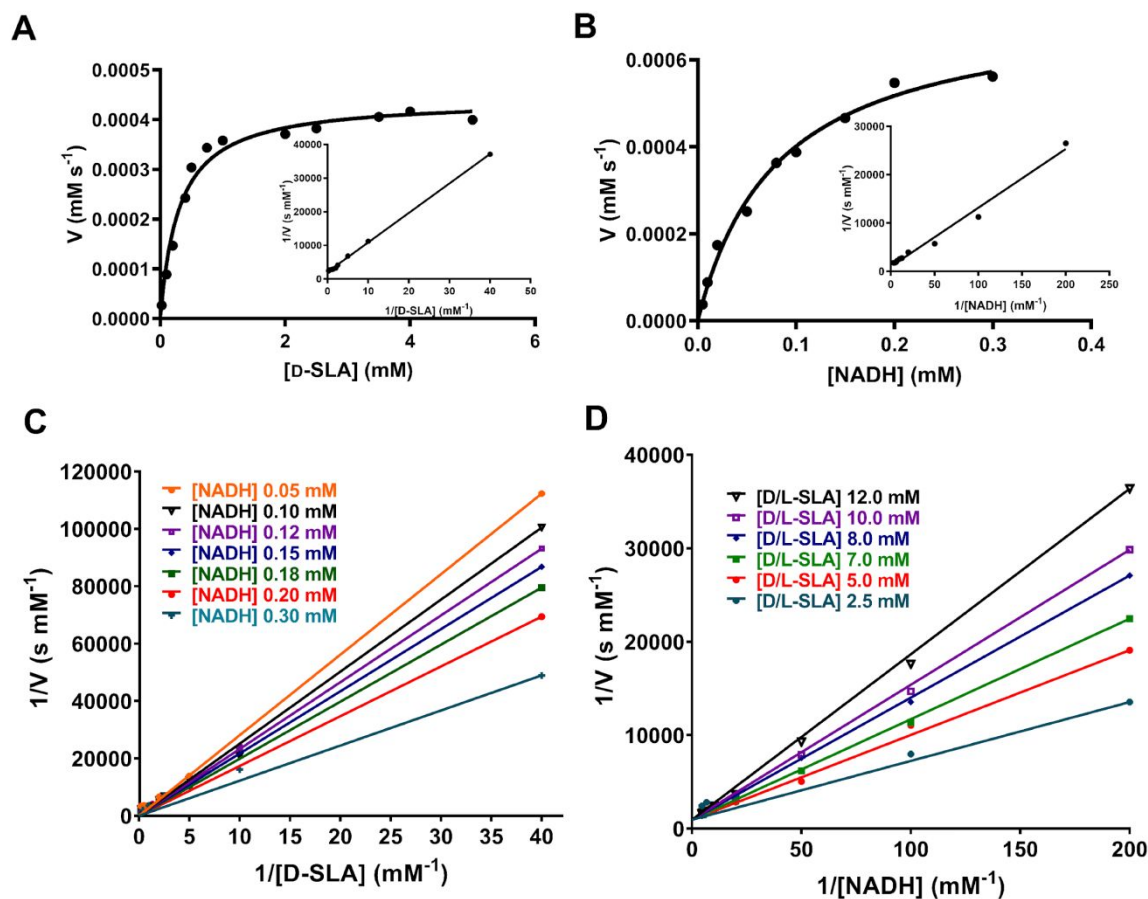 A
V (mM s-1)
0.0005
0.0004
0.0003
0.0002
0.0001
0.0000
0
2
4
6
[D-SLA] (mM)
1/V (s mM-1)
40000
30000
20000
10000
0
0
10
20
30
40
50
1/[D-SLA] (mM-1)
B
V (mM s-1)
0.0006
0.0004
0.0002
0.0000
0.0
0.1
0.2
0.3
0.4
[NADH] (mM)
1/V (s mM-1)
30000
20000
10000
0
0
50
100
150
200
250
1/[NADH] (mM-1)
C
1/V (s mM-1)
120000
100000
80000
60000
40000
20000
0
[NADH] 0.05 mM
[NADH] 0.10 mM
[NADH] 0.12 mM
[NADH] 0.15 mM
[NADH] 0.18 mM
[NADH] 0.20 mM
[NADH] 0.30 mM
0
5
10
15
20
25
30
35
40
1/[D-SLA] (mM-1)
D
1/V (s mM-1)
40000
30000
20000
10000
0
[D/L-SLA] 12.0 mM
[D/L-SLA] 10.0 mM
[D/L-SLA] 8.0 mM
[D/L-SLA] 7.0 mM
[D/L-SLA] 5.0 mM
[D/L-SLA] 2.5 mM
0
50
100
150
200
1/[NADH] (mM-1)